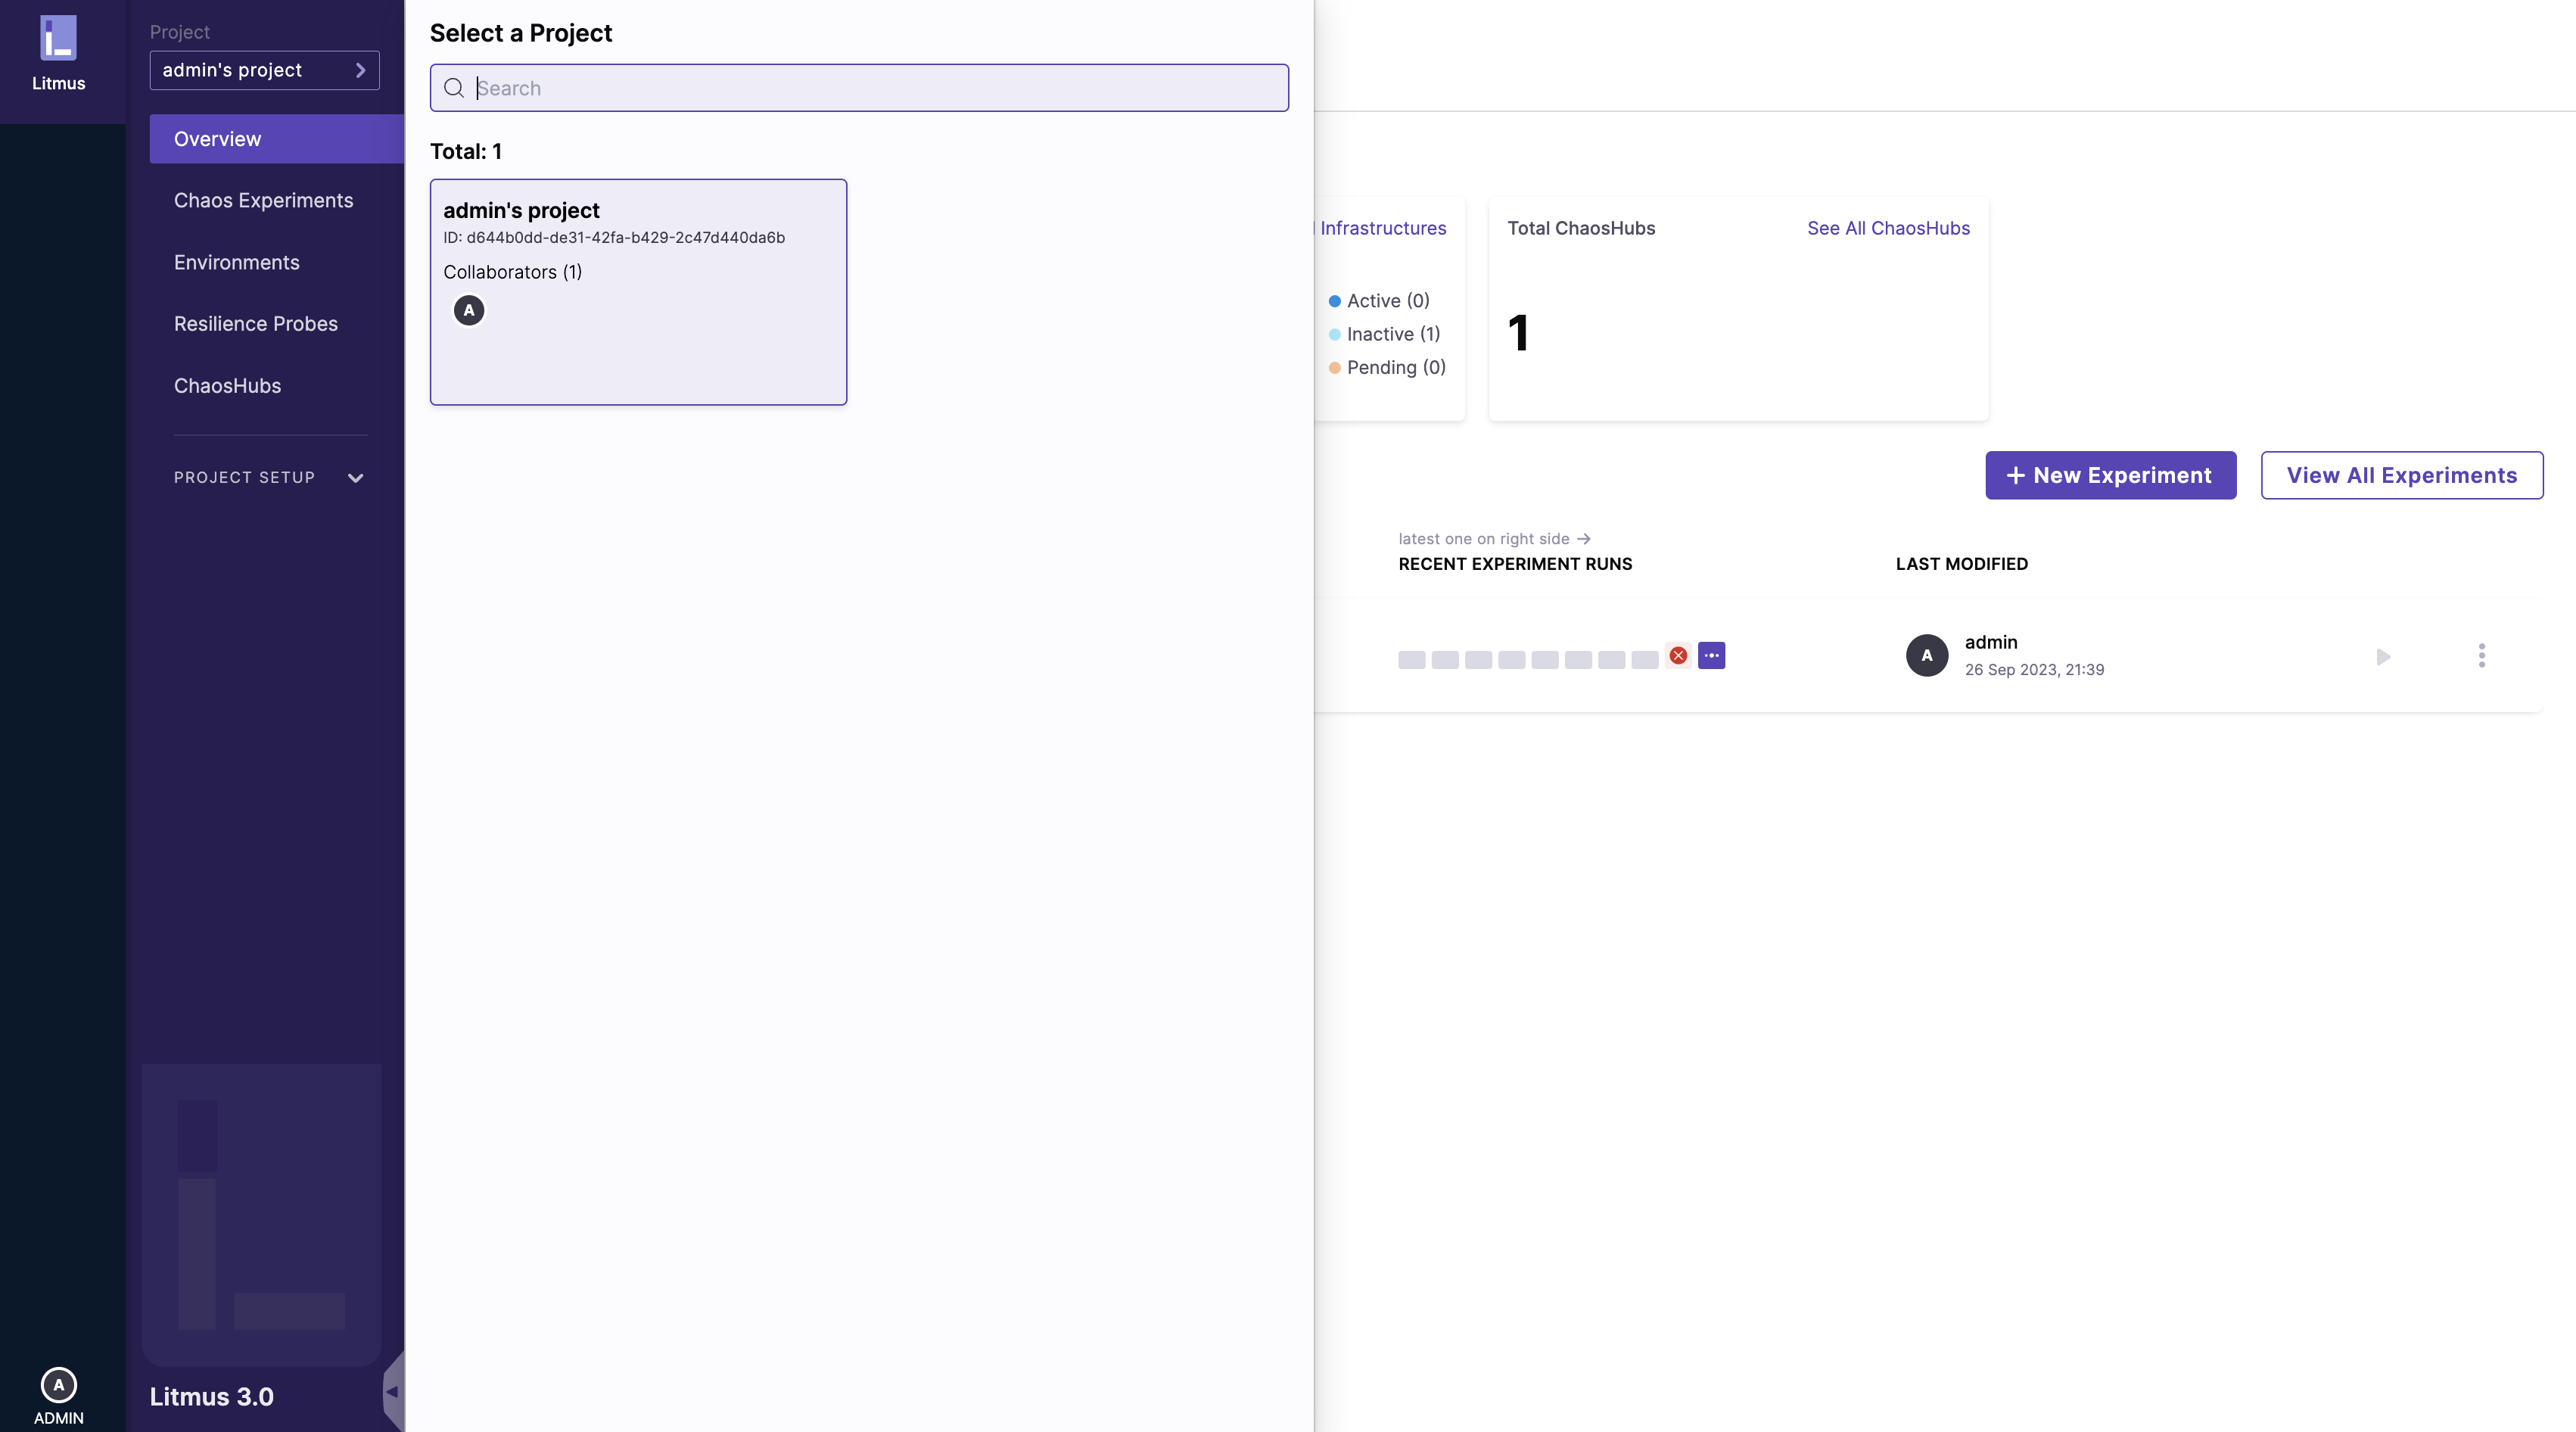 Litmus
Project
admin's project
Overview
Chaos Experiments
Environments
Resilience Probes
ChaosHubs
PROJECT SETUP
Litmus 3.0
A
ADMIN
Select a Project
Search
Total: 1
admin's project
ID: d644b0dd-de31-42fa-b429-2c47d440da6b
Collaborators (1)
A
Infrastructures
Active (0)
Inactive (1)
Pending (0)
Total ChaosHubs
See All ChaosHubs
1
+ New Experiment
View All Experiments
latest one on right side →
RECENT EXPERIMENT RUNS
LAST MODIFIED
A
admin
26 Sep 2023, 21:39